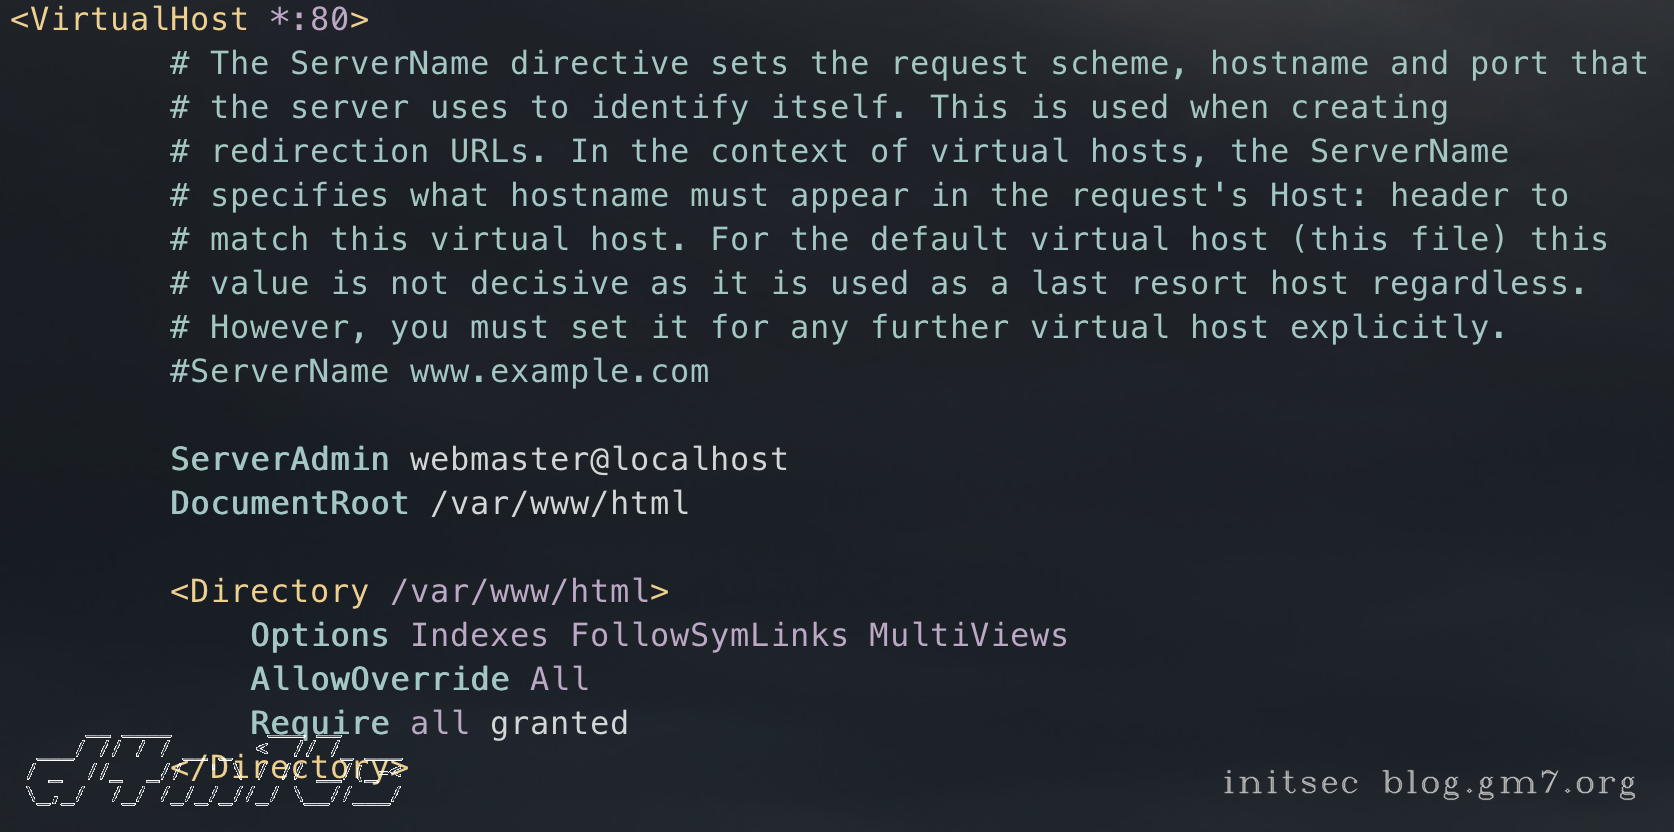 <VirtualHost *:80>
# The ServerName directive sets the request scheme, hostname and port that
# the server uses to identify itself. This is used when creating
# redirection URLs. In the context of virtual hosts, the ServerName
# specifies what hostname must appear in the request's Host: header to
# match this virtual host. For the default virtual host (this file) this
# value is not decisive as it is used as a last resort host regardless.
# However, you must set it for any further virtual host explicitly.
#ServerName www.example.com
ServerAdmin webmaster@localhost
DocumentRoot /var/www/html
<Directory /var/www/html>
Options Indexes FollowSymLinks MultiViews
AllowOverride All
Require all granted
</Directory>
initsec blog.gm7.org